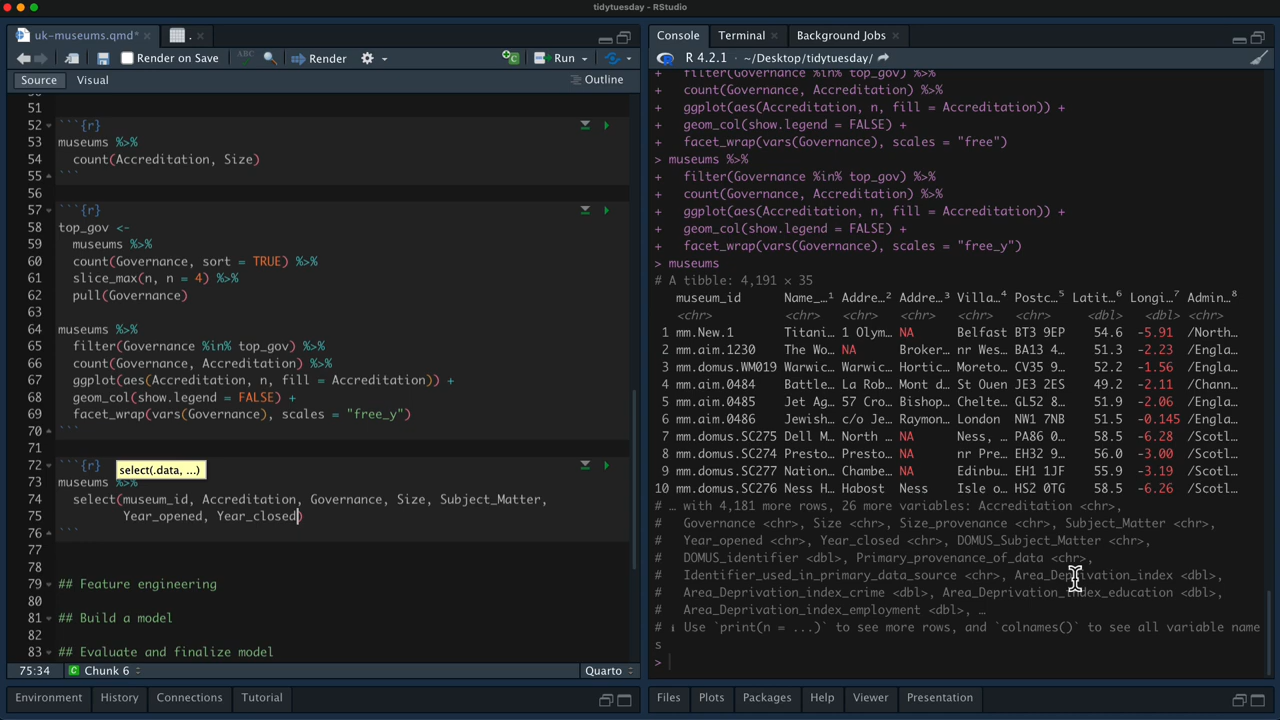 tidytuesday - RStudio
uk-museums.qmd*
.
Render on Save
ABC
Render
Run
Source
Visual
Outline
51
52 ```{r}
53 museums %>%
54   count(Accreditation, Size)
55 ```
56
57 ```{r}
58 top_gov <-
59   museums %>%
60   count(Governance, sort = TRUE) %>%
61   slice_max(n, n = 4) %>%
62   pull(Governance)
63
64 museums %>%
65   filter(Governance %in% top_gov) %>%
66   count(Governance, Accreditation) %>%
67   ggplot(aes(Accreditation, n, fill = Accreditation)) +
68   geom_col(show.legend = FALSE) +
69   facet_wrap(vars(Governance), scales = "free_y")
70 ```
71
72 ```{r}
select(.data, ...)
73 museums %>%
74   select(museum_id, Accreditation, Governance, Size, Subject_Matter,
75          Year_opened, Year_closed)
76 ```
77
78
79 ## Feature engineering
80
81 ## Build a model
82
83 ## Evaluate and finalize model
75:34
Chunk 6
Quarto
Environment
History
Connections
Tutorial
Console
Terminal
Background Jobs
R 4.2.1 · ~/Desktop/tidytuesday/
+   filter(Governance %in% top_gov) %>%
+   count(Governance, Accreditation) %>%
+   ggplot(aes(Accreditation, n, fill = Accreditation)) +
+   geom_col(show.legend = FALSE) +
+   facet_wrap(vars(Governance), scales = "free")
> museums %>%
+   filter(Governance %in% top_gov) %>%
+   count(Governance, Accreditation) %>%
+   ggplot(aes(Accreditation, n, fill = Accreditation)) +
+   geom_col(show.legend = FALSE) +
+   facet_wrap(vars(Governance), scales = "free_y")
> museums
# A tibble: 4,191 × 35
museum_id Name_…¹ Addre…² Addre…³ Villa…⁴ Postc…⁵ Latit…⁶ Longi…⁷ Admin…⁸
<chr> <chr> <chr> <chr> <chr> <chr> <dbl> <dbl> <chr>
1 mm.New.1 Titani… 1 Olym… NA Belfast BT3 9EP 54.6 -5.91 /North…
2 mm.aim.1230 The Wo… NA Broker… nr Wes… BA13 4… 51.3 -2.23 /Engla…
3 mm.domus.WM019 Warwic… Warwic… Hortic… Moreto… CV35 9… 52.2 -1.56 /Engla…
4 mm.aim.0484 Battle… La Rob… Mont d… St Ouen JE3 2ES 49.2 -2.11 /Chann…
5 mm.aim.0485 Jet Ag… 57 Cro… Bishop… Chelte… GL52 8… 51.9 -2.06 /Engla…
6 mm.aim.0486 Jewish… c/o Je… Raymon… London NW1 7NB 51.5 -0.145 /Engla…
7 mm.domus.SC275 Dell M… North … NA Ness, … PA86 0… 58.5 -6.28 /Scotl…
8 mm.domus.SC274 Presto… Presto… NA nr Pre… EH32 9… 56.0 -3.00 /Scotl…
9 mm.domus.SC277 Nation… Chambe… NA Edinbu… EH1 1JF 55.9 -3.19 /Scotl…
10 mm.domus.SC276 Ness H… Habost Ness Isle o… HS2 0TG 58.5 -6.26 /Scotl…
# … with 4,181 more rows, 26 more variables: Accreditation <chr>,
#   Governance <chr>, Size <chr>, Size_provenance <chr>, Subject_Matter <chr>,
#   Year_opened <chr>, Year_closed <chr>, DOMUS_Subject_Matter <chr>,
#   DOMUS_identifier <dbl>, Primary_provenance_of_data <chr>,
#   Identifier_used_in_primary_data_source <chr>, Area_Deprivation_index <dbl>,
#   Area_Deprivation_index_crime <dbl>, Area_Deprivation_index_education <dbl>,
#   Area_Deprivation_index_employment <dbl>, …
# ℹ Use `print(n = ...)` to see more rows, and `colnames()` to see all variable name
s
>
Files
Plots
Packages
Help
Viewer
Presentation